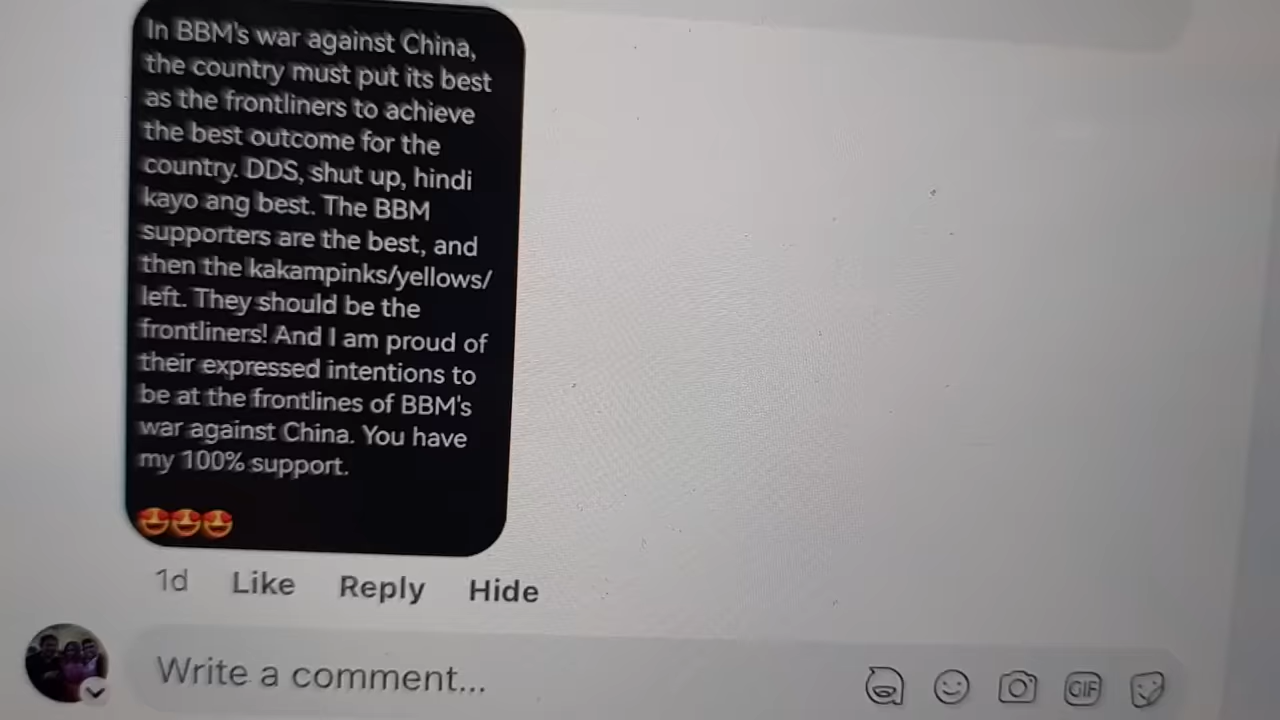 In BBM's war against China,
the country must put its best
as the frontliners to achieve
the best outcome for the
country. DDS, shut up, hindi
kayo ang best. The BBM
supporters are the best, and
then the kakampinks/yellows/
left. They should be the
frontliners! And I am proud of
their expressed intentions to
be at the frontlines of BBM's
war against China. You have
my 100% support.
😍😍😍
1d Like Reply Hide
Write a comment...
GIF